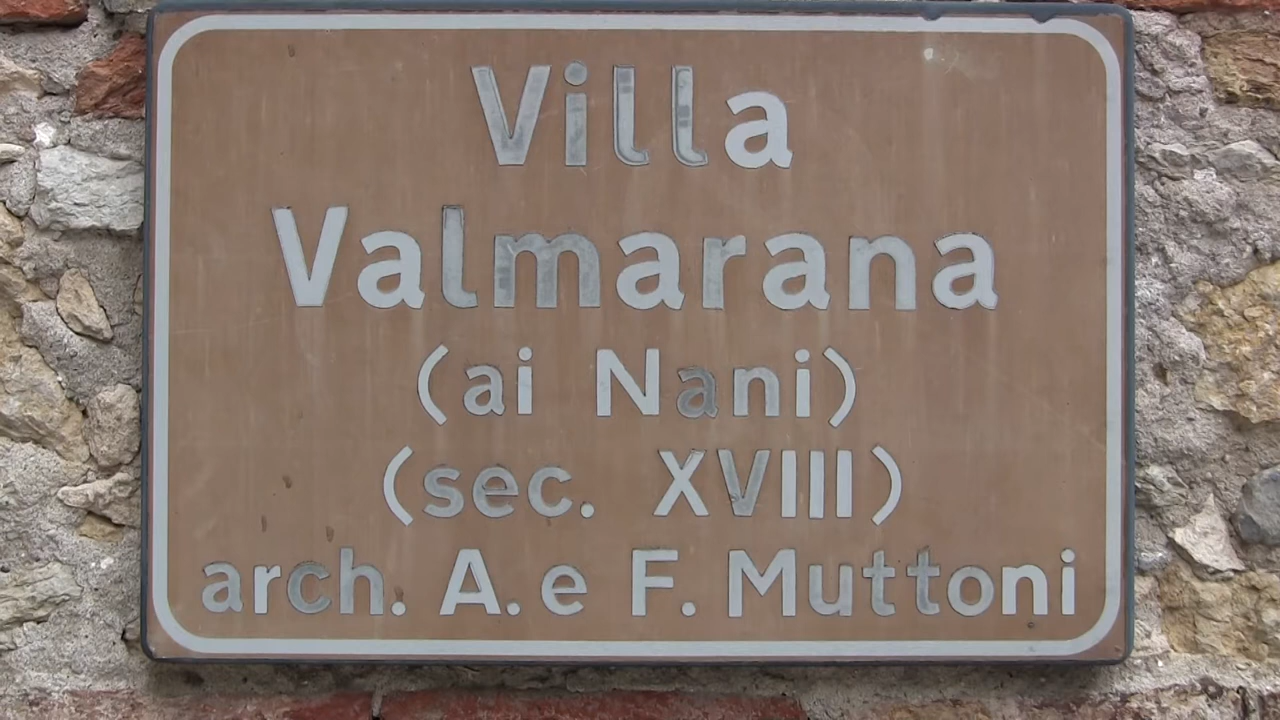 Villa
Valmarana
(ai Nani)
(sec. XVIII)
arch. A. e F. Muttoni